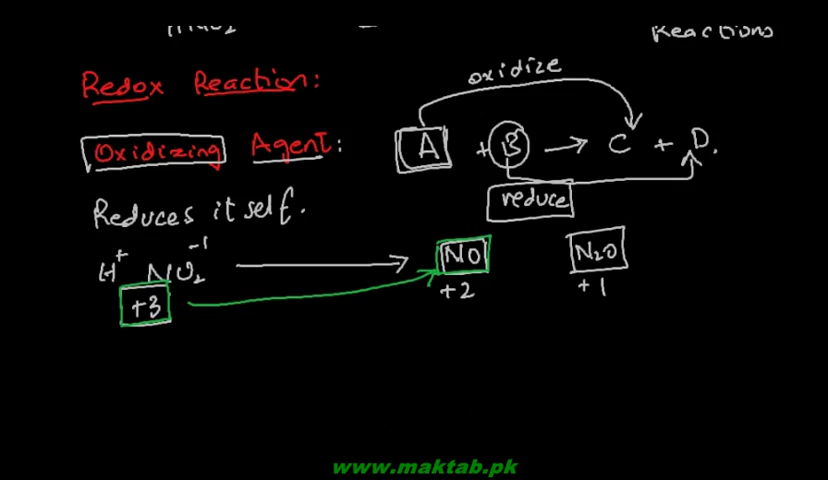 Reactions
Redox Reaction:
oxidize
Oxidizing Agent: A + B → C + D.
Reduces itself. reduce
H⁺ NO₂⁻¹ → NO N₂O
+3 +2 +1
www.maktab.pk